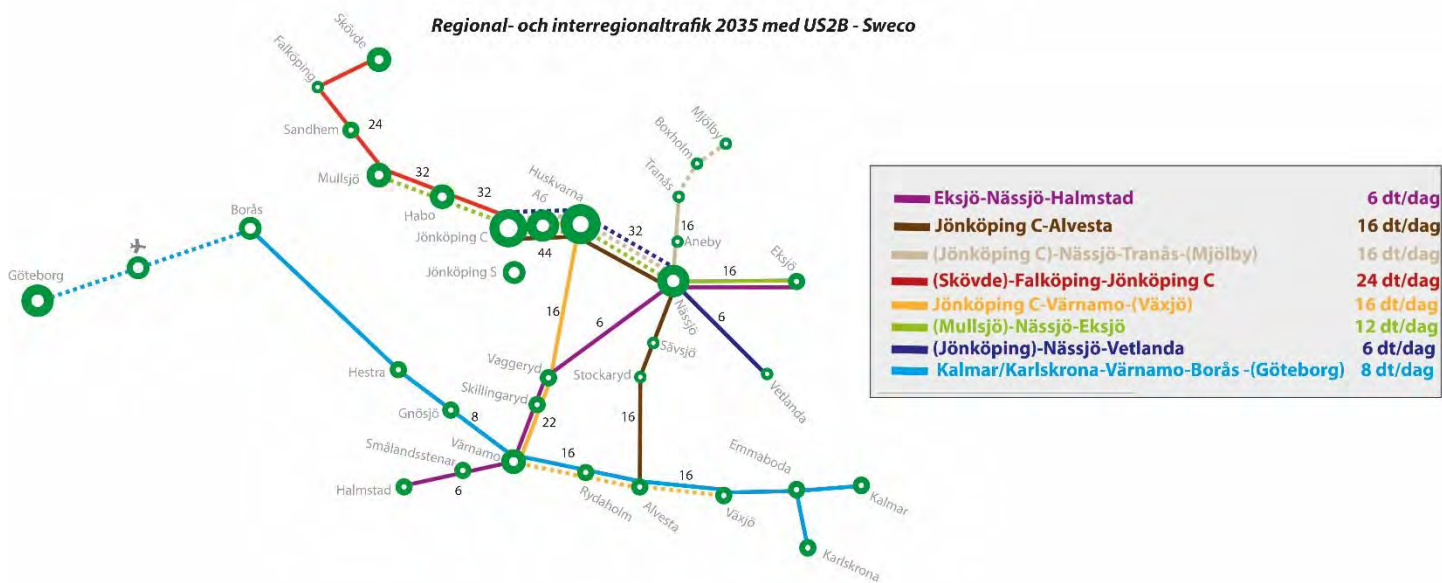 Regional- och interregionaltrafik 2035 med US2B - Sweco
Skövde
Falköping
Sandhem
24
Mullsjö
32
Habo
32
Jönköping C
A6
Huskvarna
44
Jönköping S
32
Mjölby
Boxholm
Tranås
16
Aneby
16
Eksjö
Nässjö
6
Vetlanda
Sävsjö
Stockaryd
16
16
6
Vaggeryd
Skillingaryd
22
Borås
Göteborg
Hestra
Gnosjö
8
Värnamo
Smålandsstenar
Halmstad
6
16
Rydaholm
Alvesta
16
Växjö
Emmaboda
Kalmar
Karlskrona
Eksjö-Nässjö-Halmstad 6 dt/dag
Jönköping C-Alvesta 16 dt/dag
(Jönköping C)-Nässjö-Tranås-(Mjölby) 16 dt/dag
(Skövde)-Falköping-Jönköping C 24 dt/dag
Jönköping C-Värnamo-(Växjö) 16 dt/dag
(Mullsjö)-Nässjö-Eksjö 12 dt/dag
(Jönköping)-Nässjö-Vetlanda 6 dt/dag
Kalmar/Karlskrona-Värnamo-Borås -(Göteborg) 8 dt/dag